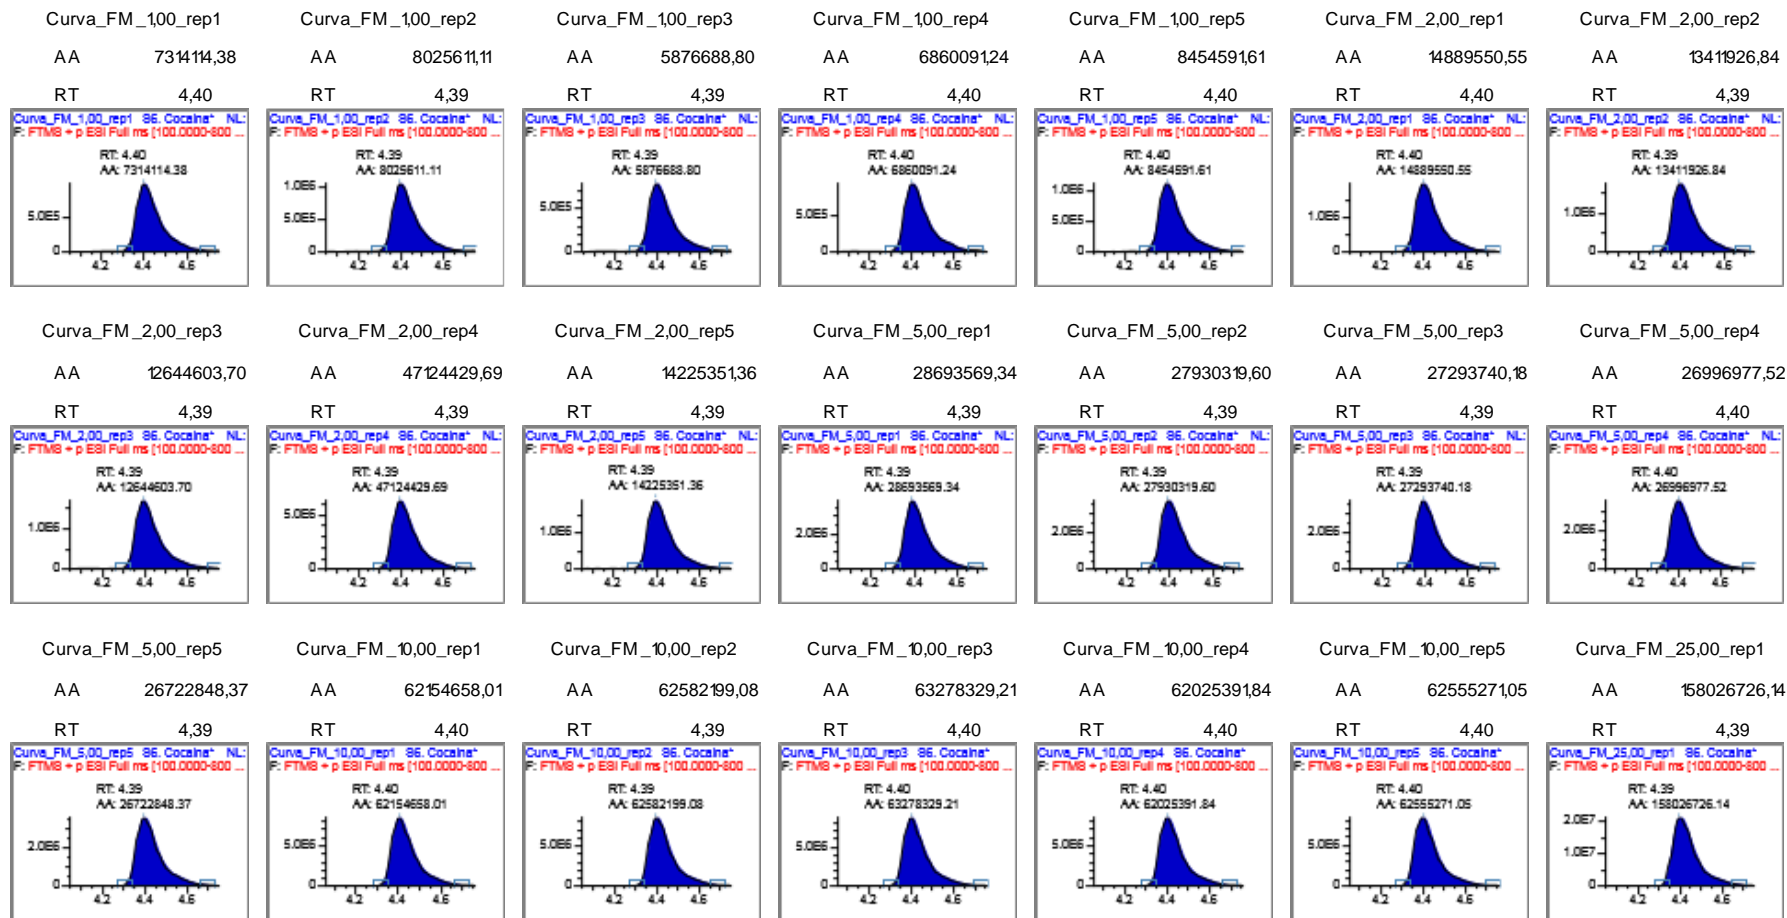 Curva_FM_1,00_rep1 Curva_FM_1,00_rep2 Curva_FM_1,00_rep3 Curva_FM_1,00_rep4 Curva_FM_1,00_rep5 Curva_FM_2,00_rep1 Curva_FM_2,00_rep2
AA 7314114,38 AA 8025611,11 AA 5876688,80 AA 6860091,24 AA 8454591,61 AA 14889550,55 AA 13411926,84
RT 4,40 RT 4,39 RT 4,39 RT 4,40 RT 4,40 RT 4,40 RT 4,39
Curva_FM_1,00_rep1 86. Cocaína* NL: Curva_FM_1,00_rep2 86. Cocaína* NL: Curva_FM_1,00_rep3 86. Cocaína* NL: Curva_FM_1,00_rep4 86. Cocaína* NL: Curva_FM_1,00_rep5 86. Cocaína* NL: Curva_FM_2,00_rep1 86. Cocaína* NL: Curva_FM_2,00_rep2 86. Cocaína* NL:
F: FTMS + p ESI Full ms [100.0000-800 ... F: FTMS + p ESI Full ms [100.0000-800 ... F: FTMS + p ESI Full ms [100.0000-800 ... F: FTMS + p ESI Full ms [100.0000-800 ... F: FTMS + p ESI Full ms [100.0000-800 ... F: FTMS + p ESI Full ms [100.0000-800 ... F: FTMS + p ESI Full ms [100.0000-800 ...
RT: 4.40 RT: 4.39 RT: 4.39 RT: 4.40 RT: 4.40 RT: 4.40 RT: 4.39
AA: 7314114.38 AA: 8025611.11 AA: 5876688.80 AA: 6860091.24 AA: 8454591.61 AA: 14889550.55 AA: 13411926.84
1.0E6 1.0E6
5.0E5 5.0E5 5.0E5 5.0E5 5.0E5 1.0E6 1.0E6
0 0 0 0 0 0 0
4.2 4.4 4.6 4.2 4.4 4.6 4.2 4.4 4.6 4.2 4.4 4.6 4.2 4.4 4.6 4.2 4.4 4.6 4.2 4.4 4.6
Curva_FM_2,00_rep3 Curva_FM_2,00_rep4 Curva_FM_2,00_rep5 Curva_FM_5,00_rep1 Curva_FM_5,00_rep2 Curva_FM_5,00_rep3 Curva_FM_5,00_rep4
AA 12644603,70 AA 47124429,69 AA 14225351,36 AA 28693569,34 AA 27930319,60 AA 27293740,18 AA 26996977,52
RT 4,39 RT 4,39 RT 4,39 RT 4,39 RT 4,39 RT 4,39 RT 4,40
Curva_FM_2,00_rep3 86. Cocaína* NL: Curva_FM_2,00_rep4 86. Cocaína* NL: Curva_FM_2,00_rep5 86. Cocaína* NL: Curva_FM_5,00_rep1 86. Cocaína* NL: Curva_FM_5,00_rep2 86. Cocaína* NL: Curva_FM_5,00_rep3 86. Cocaína* NL: Curva_FM_5,00_rep4 86. Cocaína* NL:
F: FTMS + p ESI Full ms [100.0000-800 ... F: FTMS + p ESI Full ms [100.0000-800 ... F: FTMS + p ESI Full ms [100.0000-800 ... F: FTMS + p ESI Full ms [100.0000-800 ... F: FTMS + p ESI Full ms [100.0000-800 ... F: FTMS + p ESI Full ms [100.0000-800 ... F: FTMS + p ESI Full ms [100.0000-800 ...
RT: 4.39 RT: 4.39 RT: 4.39 RT: 4.39 RT: 4.39 RT: 4.39 RT: 4.40
AA: 12644603.70 AA: 47124429.69 AA: 14225351.36 AA: 28693569.34 AA: 27930319.60 AA: 27293740.18 AA: 26996977.52
1.0E6 5.0E6 1.0E6 2.0E6 2.0E6 2.0E6 2.0E6
0 0 0 0 0 0 0
4.2 4.4 4.6 4.2 4.4 4.6 4.2 4.4 4.6 4.2 4.4 4.6 4.2 4.4 4.6 4.2 4.4 4.6 4.2 4.4 4.6
Curva_FM_5,00_rep5 Curva_FM_10,00_rep1 Curva_FM_10,00_rep2 Curva_FM_10,00_rep3 Curva_FM_10,00_rep4 Curva_FM_10,00_rep5 Curva_FM_25,00_rep1
AA 26722848,37 AA 62154658,01 AA 62582199,08 AA 63278329,21 AA 62025391,84 AA 62555271,05 AA 158026726,14
RT 4,39 RT 4,40 RT 4,39 RT 4,40 RT 4,40 RT 4,40 RT 4,39
Curva_FM_5,00_rep5 86. Cocaína* NL: Curva_FM_10,00_rep1 86. Cocaína* Curva_FM_10,00_rep2 86. Cocaína* Curva_FM_10,00_rep3 86. Cocaína* Curva_FM_10,00_rep4 86. Cocaína* Curva_FM_10,00_rep5 86. Cocaína* Curva_FM_25,00_rep1 86. Cocaína*
F: FTMS + p ESI Full ms [100.0000-800 ... F: FTMS + p ESI Full ms [100.0000-800 ... F: FTMS + p ESI Full ms [100.0000-800 ... F: FTMS + p ESI Full ms [100.0000-800 ... F: FTMS + p ESI Full ms [100.0000-800 ... F: FTMS + p ESI Full ms [100.0000-800 ... F: FTMS + p ESI Full ms [100.0000-800 ...
RT: 4.39 RT: 4.40 RT: 4.39 RT: 4.40 RT: 4.40 RT: 4.40 RT: 4.39
AA: 26722848.37 AA: 62154658.01 AA: 62582199.08 AA: 63278329.21 AA: 62025391.84 AA: 62555271.05 AA: 158026726.14
2.0E7
2.0E6 5.0E6 5.0E6 5.0E6 5.0E6 5.0E6 1.0E7
0 0 0 0 0 0 0
4.2 4.4 4.6 4.2 4.4 4.6 4.2 4.4 4.6 4.2 4.4 4.6 4.2 4.4 4.6 4.2 4.4 4.6 4.2 4.4 4.6